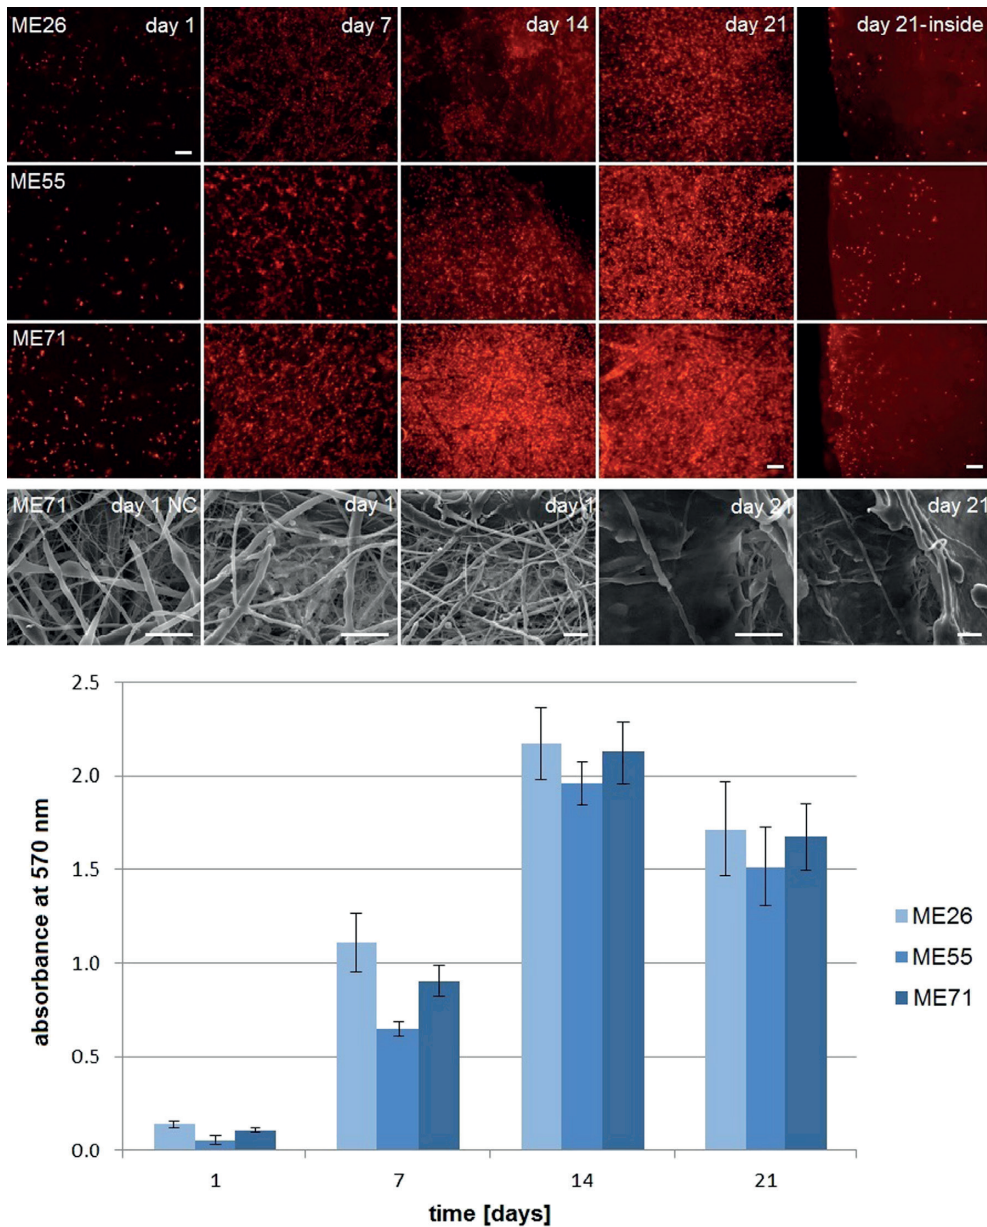 ME26 day 1 day 7 day 14 day 21 day 21-inside
ME55
ME71
ME71 day 1 NC day 1 day 1 day 21 day 21
2.5
2.0
1.5
1.0
0.5
0.0
absorbance at 570 nm
1 7 14 21
time [days]
ME26
ME55
ME71